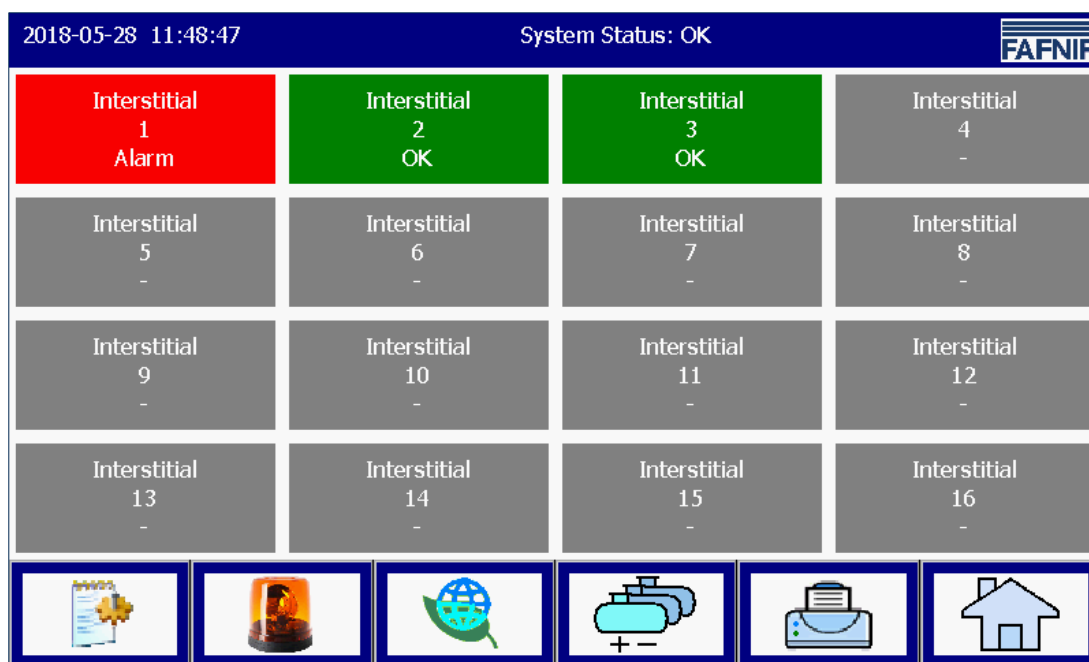 2018-05-28 11:48:47
System Status: OK
FAFNIR
Interstitial
1
Alarm
Interstitial
2
OK
Interstitial
3
OK
Interstitial
4
-
Interstitial
5
-
Interstitial
6
-
Interstitial
7
-
Interstitial
8
-
Interstitial
9
-
Interstitial
10
-
Interstitial
11
-
Interstitial
12
-
Interstitial
13
-
Interstitial
14
-
Interstitial
15
-
Interstitial
16
-
+ -